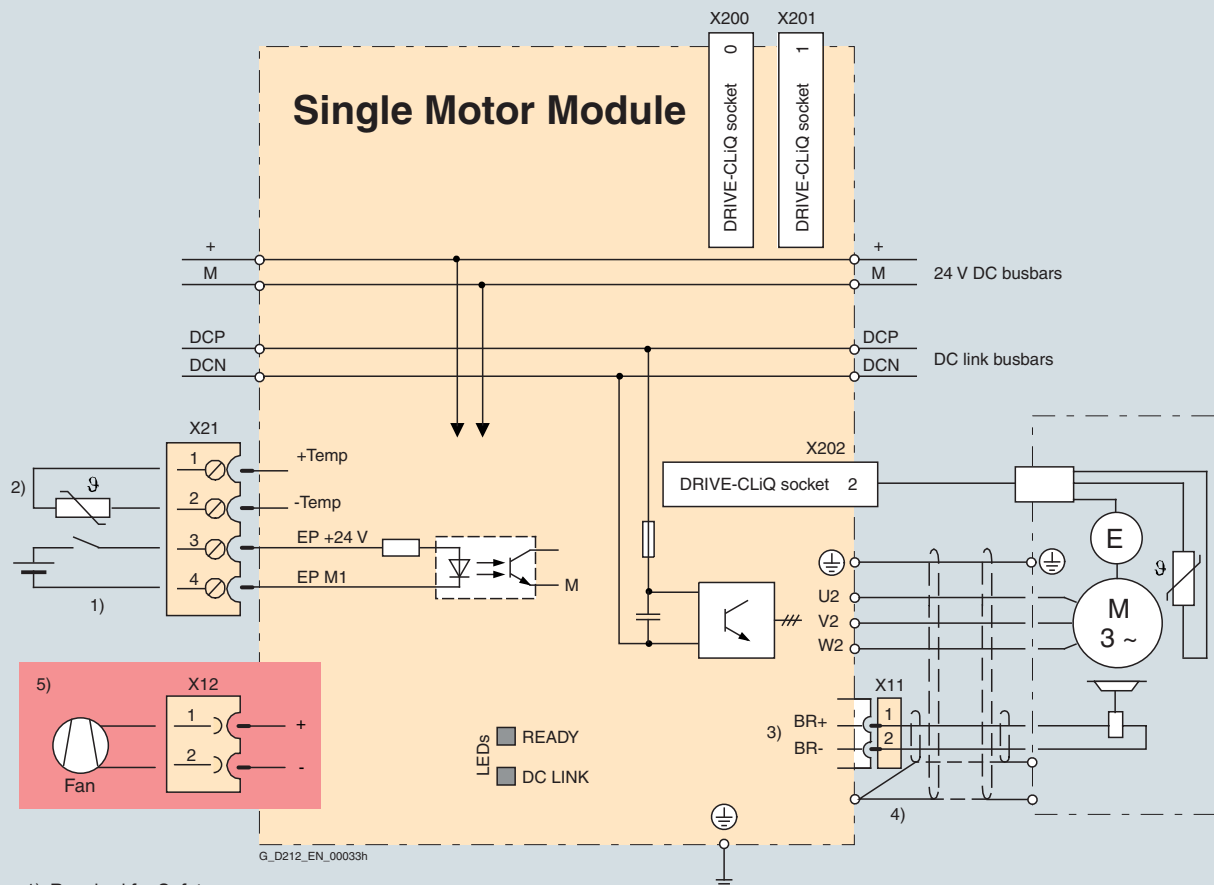 X200 X201
DRIVE-CLiQ socket 0
DRIVE-CLiQ socket 1
Single Motor Module
+ +
M M 24 V DC busbars
DCP DCP
DCN DCN DC link busbars
X21
1 +Temp
2) ϑ
2 -Temp
3 EP +24 V
4 EP M1
1)
M
X202
DRIVE-CLiQ socket 2
E
ϑ
U2
V2
W2
M
3 ~
5) X12
1 +
2 -
Fan
LEDs
READY
DC LINK
X11
3) BR+ 1
BR- 2
4)
G_D212_EN_00033h